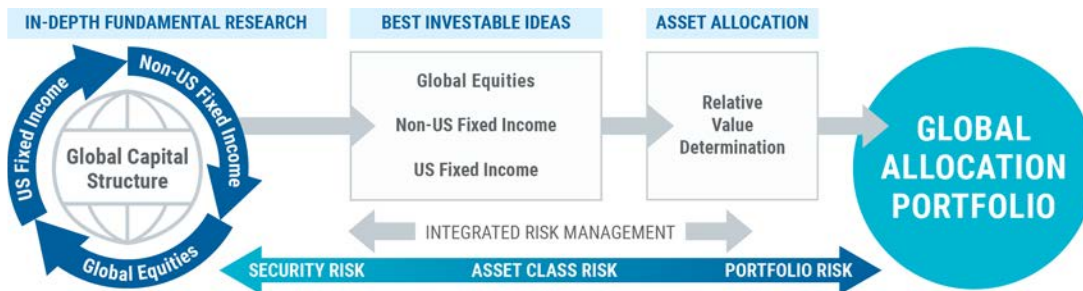 IN-DEPTH FUNDAMENTAL RESEARCH
BEST INVESTABLE IDEAS
ASSET ALLOCATION
US Fixed Income
Non-US Fixed Income
Global Equities
Global Capital
Structure
Global Equities
Non-US Fixed Income
US Fixed Income
Relative
Value
Determination
GLOBAL
ALLOCATION
PORTFOLIO
INTEGRATED RISK MANAGEMENT
SECURITY RISK
ASSET CLASS RISK
PORTFOLIO RISK